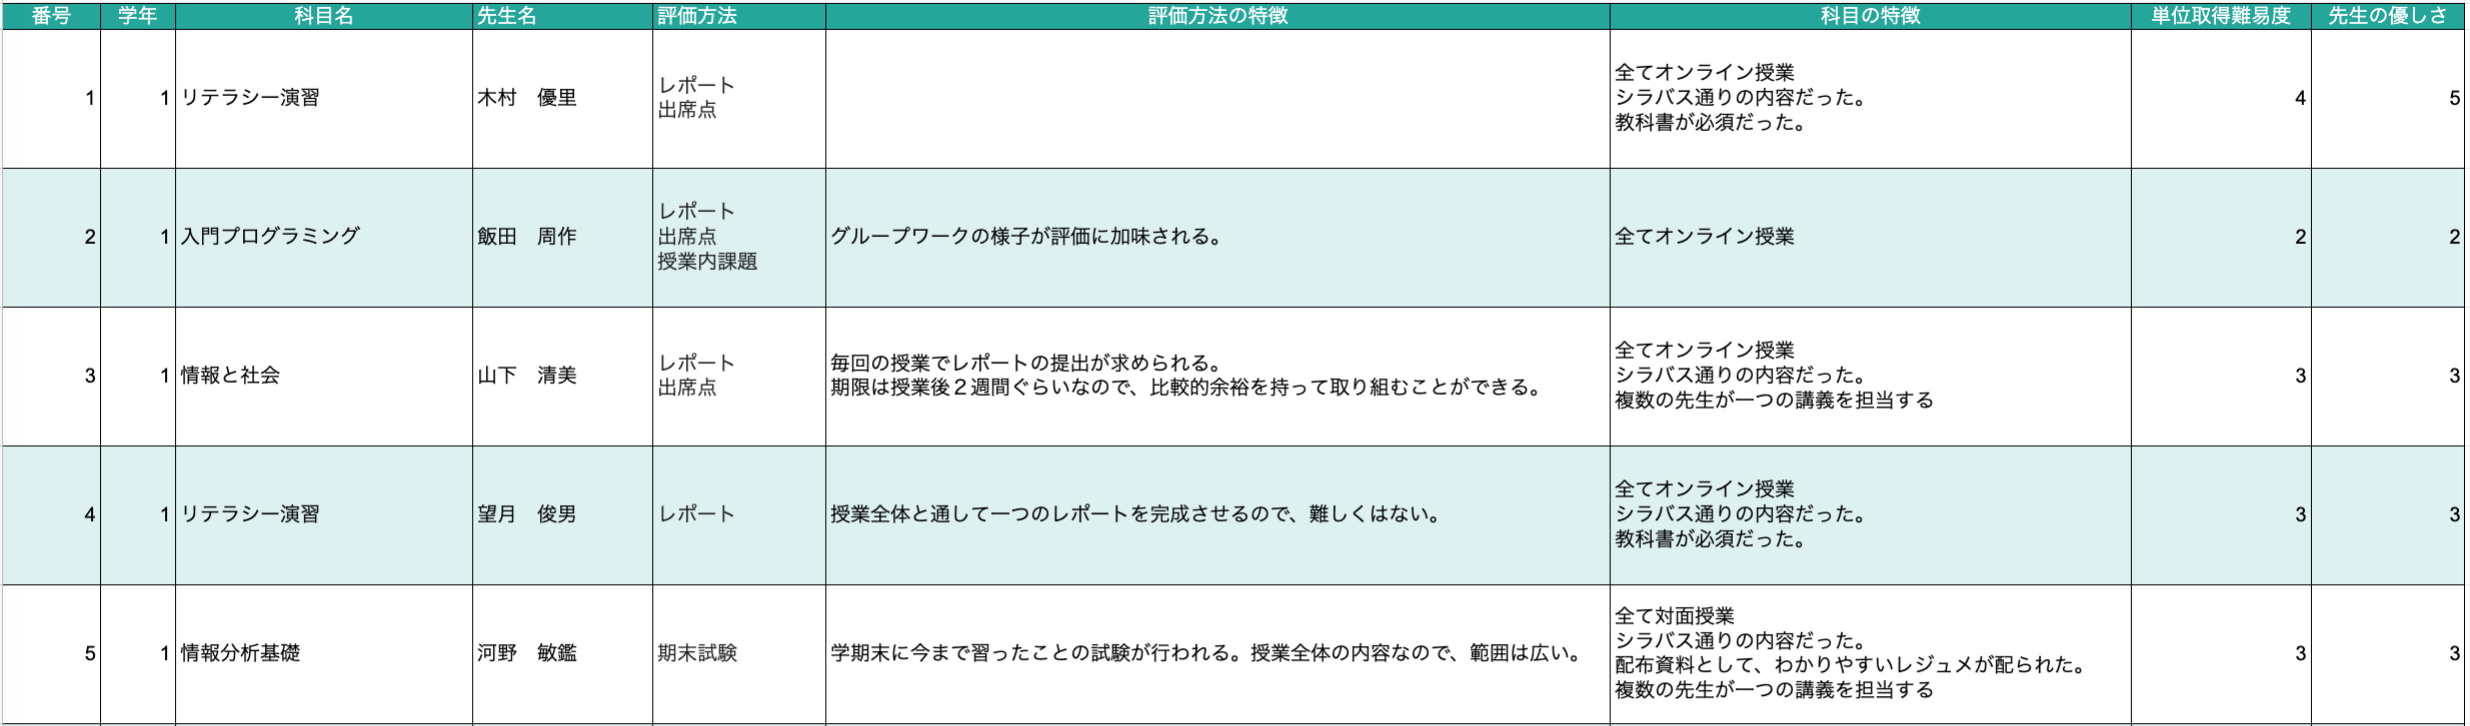 番号 学年 科目名 先生名 評価方法 評価方法の特徴 科目の特徴 単位取得難易度 先生の優しさ
1 1 リテラシー演習 木村　優里
レポート
出席点
全てオンライン授業
シラバス通りの内容だった。
教科書が必須だった。
4 5
2 1 入門プログラミング 飯田　周作
レポート
出席点
授業内課題
グループワークの様子が評価に加味される。
全てオンライン授業
2 2
3 1 情報と社会 山下　清美
レポート
出席点
毎回の授業でレポートの提出が求められる。
期限は授業後２週間ぐらいなので、比較的余裕を持って取り組むことができる。
全てオンライン授業
シラバス通りの内容だった。
複数の先生が一つの講義を担当する
3 3
4 1 リテラシー演習 望月　俊男
レポート
授業全体と通して一つのレポートを完成させるので、難しくはない。
全てオンライン授業
シラバス通りの内容だった。
教科書が必須だった。
3 3
5 1 情報分析基礎 河野　敏鑑
期末試験
学期末に今まで習ったことの試験が行われる。授業全体の内容なので、範囲は広い。
全て対面授業
シラバス通りの内容だった。
配布資料として、わかりやすいレジュメが配られた。
複数の先生が一つの講義を担当する
3 3